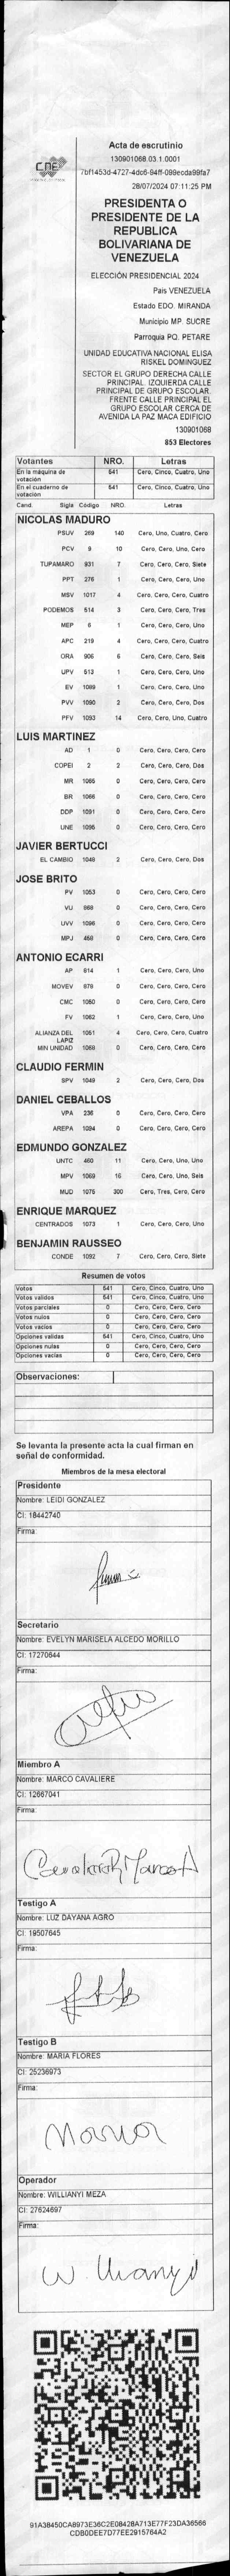 CNE
Acta de escrutinio
130901068.03.1.0001
7bf1453d-4727-4dc6-94ff-099ecda99fa7
28/07/2024 07:11:25 PM
PRESIDENTA O
PRESIDENTE DE LA
REPUBLICA
BOLIVARIANA DE
VENEZUELA
ELECCIÓN PRESIDENCIAL 2024
País VENEZUELA
Estado EDO. MIRANDA
Municipio MP. SUCRE
Parroquia PQ. PETARE
UNIDAD EDUCATIVA NACIONAL ELISA
RISKEL DOMINGUEZ
SECTOR EL GRUPO DERECHA CALLE
PRINCIPAL. IZQUIERDA CALLE
PRINCIPAL DE GRUPO ESCOLAR.
FRENTE CALLE PRINCIPAL EL
GRUPO ESCOLAR CERCA DE
AVENIDA LA PAZ MACA EDIFICIO
130901068
853 Electores
Votantes NRO. Letras
En la máquina de votación 541 Cero, Cinco, Cuatro, Uno
En el cuaderno de votación 541 Cero, Cinco, Cuatro, Uno
Cand. Sigla Código NRO. Letras
NICOLAS MADURO
PSUV 269 140 Cero, Uno, Cuatro, Cero
PCV 9 10 Cero, Cero, Uno, Cero
TUPAMARO 931 7 Cero, Cero, Cero, Siete
PPT 276 1 Cero, Cero, Cero, Uno
MSV 1017 4 Cero, Cero, Cero, Cuatro
PODEMOS 514 3 Cero, Cero, Cero, Tres
MEP 6 1 Cero, Cero, Cero, Uno
APC 219 4 Cero, Cero, Cero, Cuatro
ORA 906 6 Cero, Cero, Cero, Seis
UPV 513 1 Cero, Cero, Cero, Uno
EV 1089 1 Cero, Cero, Cero, Uno
PVV 1090 2 Cero, Cero, Cero, Dos
PFV 1093 14 Cero, Cero, Uno, Cuatro
LUIS MARTINEZ
AD 1 0 Cero, Cero, Cero, Cero
COPEI 2 2 Cero, Cero, Cero, Dos
MR 1065 0 Cero, Cero, Cero, Cero
BR 1066 0 Cero, Cero, Cero, Cero
DDP 1091 0 Cero, Cero, Cero, Cero
UNE 1095 0 Cero, Cero, Cero, Cero
JAVIER BERTUCCI
EL CAMBIO 1048 2 Cero, Cero, Cero, Dos
JOSE BRITO
PV 1053 0 Cero, Cero, Cero, Cero
VU 868 0 Cero, Cero, Cero, Cero
UVV 1096 0 Cero, Cero, Cero, Cero
MPJ 458 0 Cero, Cero, Cero, Cero
ANTONIO ECARRI
AP 814 1 Cero, Cero, Cero, Uno
MOVEV 878 0 Cero, Cero, Cero, Cero
CMC 1050 0 Cero, Cero, Cero, Cero
FV 1062 1 Cero, Cero, Cero, Uno
ALIANZA DEL LAPIZ 1051 4 Cero, Cero, Cero, Cuatro
MIN UNIDAD 1068 0 Cero, Cero, Cero, Cero
CLAUDIO FERMIN
SPV 1049 2 Cero, Cero, Cero, Dos
DANIEL CEBALLOS
VPA 236 0 Cero, Cero, Cero, Cero
AREPA 1094 0 Cero, Cero, Cero, Cero
EDMUNDO GONZALEZ
UNTC 460 11 Cero, Cero, Uno, Uno
MPV 1069 16 Cero, Cero, Uno, Seis
MUD 1075 300 Cero, Tres, Cero, Cero
ENRIQUE MARQUEZ
CENTRADOS 1073 1 Cero, Cero, Cero, Uno
BENJAMIN RAUSSEO
CONDE 1092 7 Cero, Cero, Cero, Siete
Resumen de votos
Votos 541 Cero, Cinco, Cuatro, Uno
Votos válidos 541 Cero, Cinco, Cuatro, Uno
Votos parciales 0 Cero, Cero, Cero, Cero
Votos nulos 0 Cero, Cero, Cero, Cero
Votos vacíos 0 Cero, Cero, Cero, Cero
Opciones válidas 541 Cero, Cinco, Cuatro, Uno
Opciones nulas 0 Cero, Cero, Cero, Cero
Opciones vacías 0 Cero, Cero, Cero, Cero
Observaciones:
Se levanta la presente acta la cual firman en
señal de conformidad.
Miembros de la mesa electoral
Presidente
Nombre: LEIDI GONZALEZ
CI: 18442740
Firma:
Secretario
Nombre: EVELYN MARISELA ALCEDO MORILLO
CI: 17270644
Firma:
Miembro A
Nombre: MARCO CAVALIERE
CI: 12667041
Firma:
Testigo A
Nombre: LUZ DAYANA AGRO
CI: 19507645
Firma:
Testigo B
Nombre: MARIA FLORES
CI: 25236973
Firma:
Maria
Operador
Nombre: WILLIANYI MEZA
CI: 27624697
Firma:
91A38450CA8973E36C2E08428A713E77F23DA36566
CDB0DEE7D77EE2915764A2